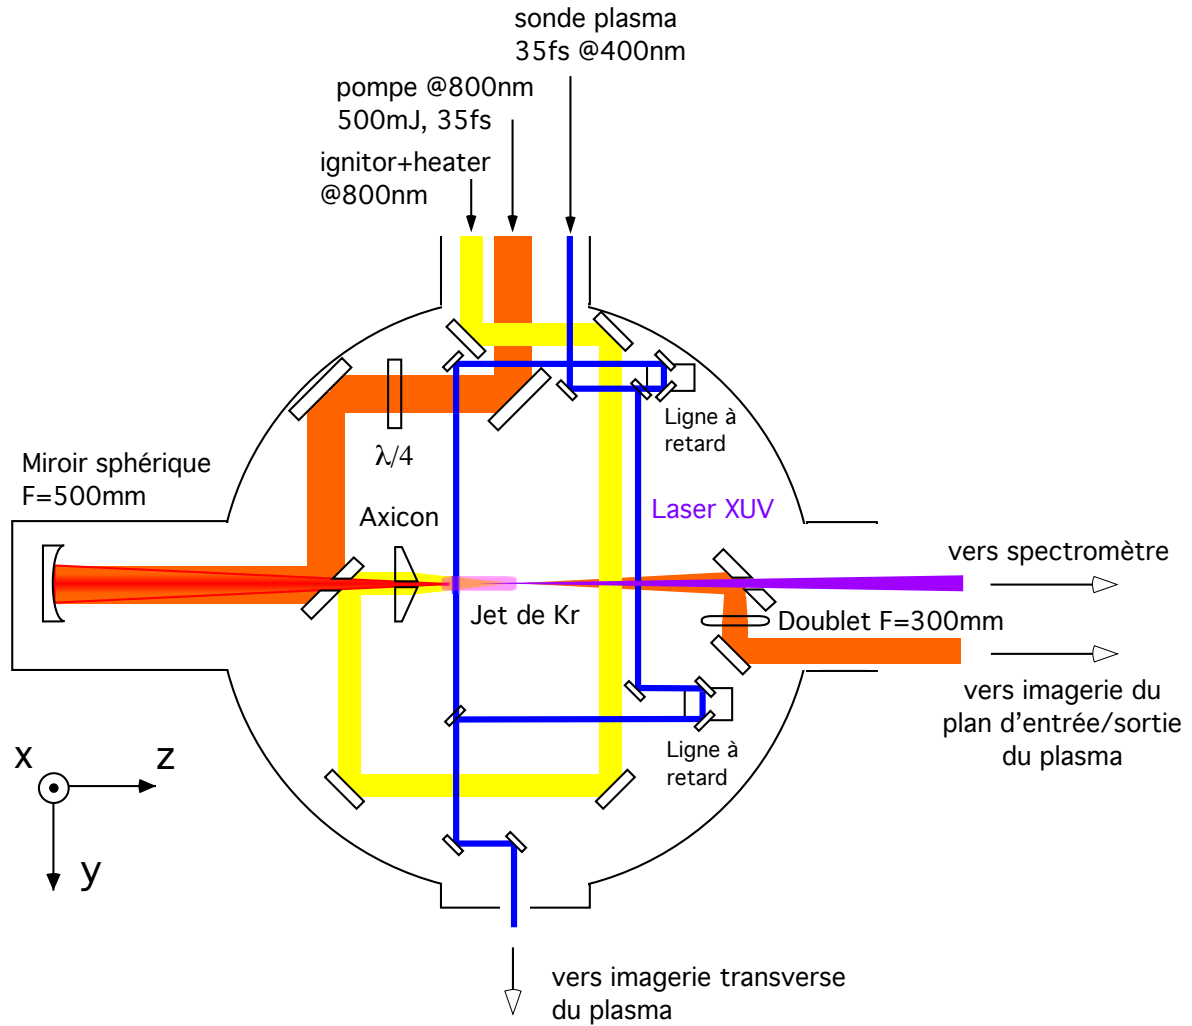 sonde plasma
35fs @400nm
pompe @800nm
500mJ, 35fs
ignitor+heater
@800nm
Ligne à
retard
λ/4
Miroir sphérique
F=500mm
Axicon
Laser XUV
vers spectromètre
Jet de Kr
Doublet F=300mm
vers imagerie du
plan d'entrée/sortie
du plasma
Ligne à
retard
x
z
y
vers imagerie transverse
du plasma